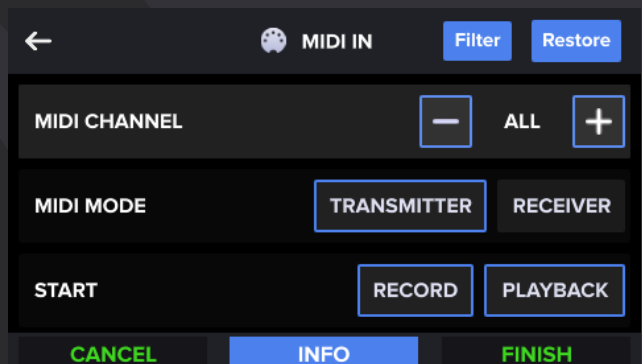 MIDI IN Filter Restore
MIDI CHANNEL ALL
MIDI MODE TRANSMITTER RECEIVER
START RECORD PLAYBACK
CANCEL INFO FINISH